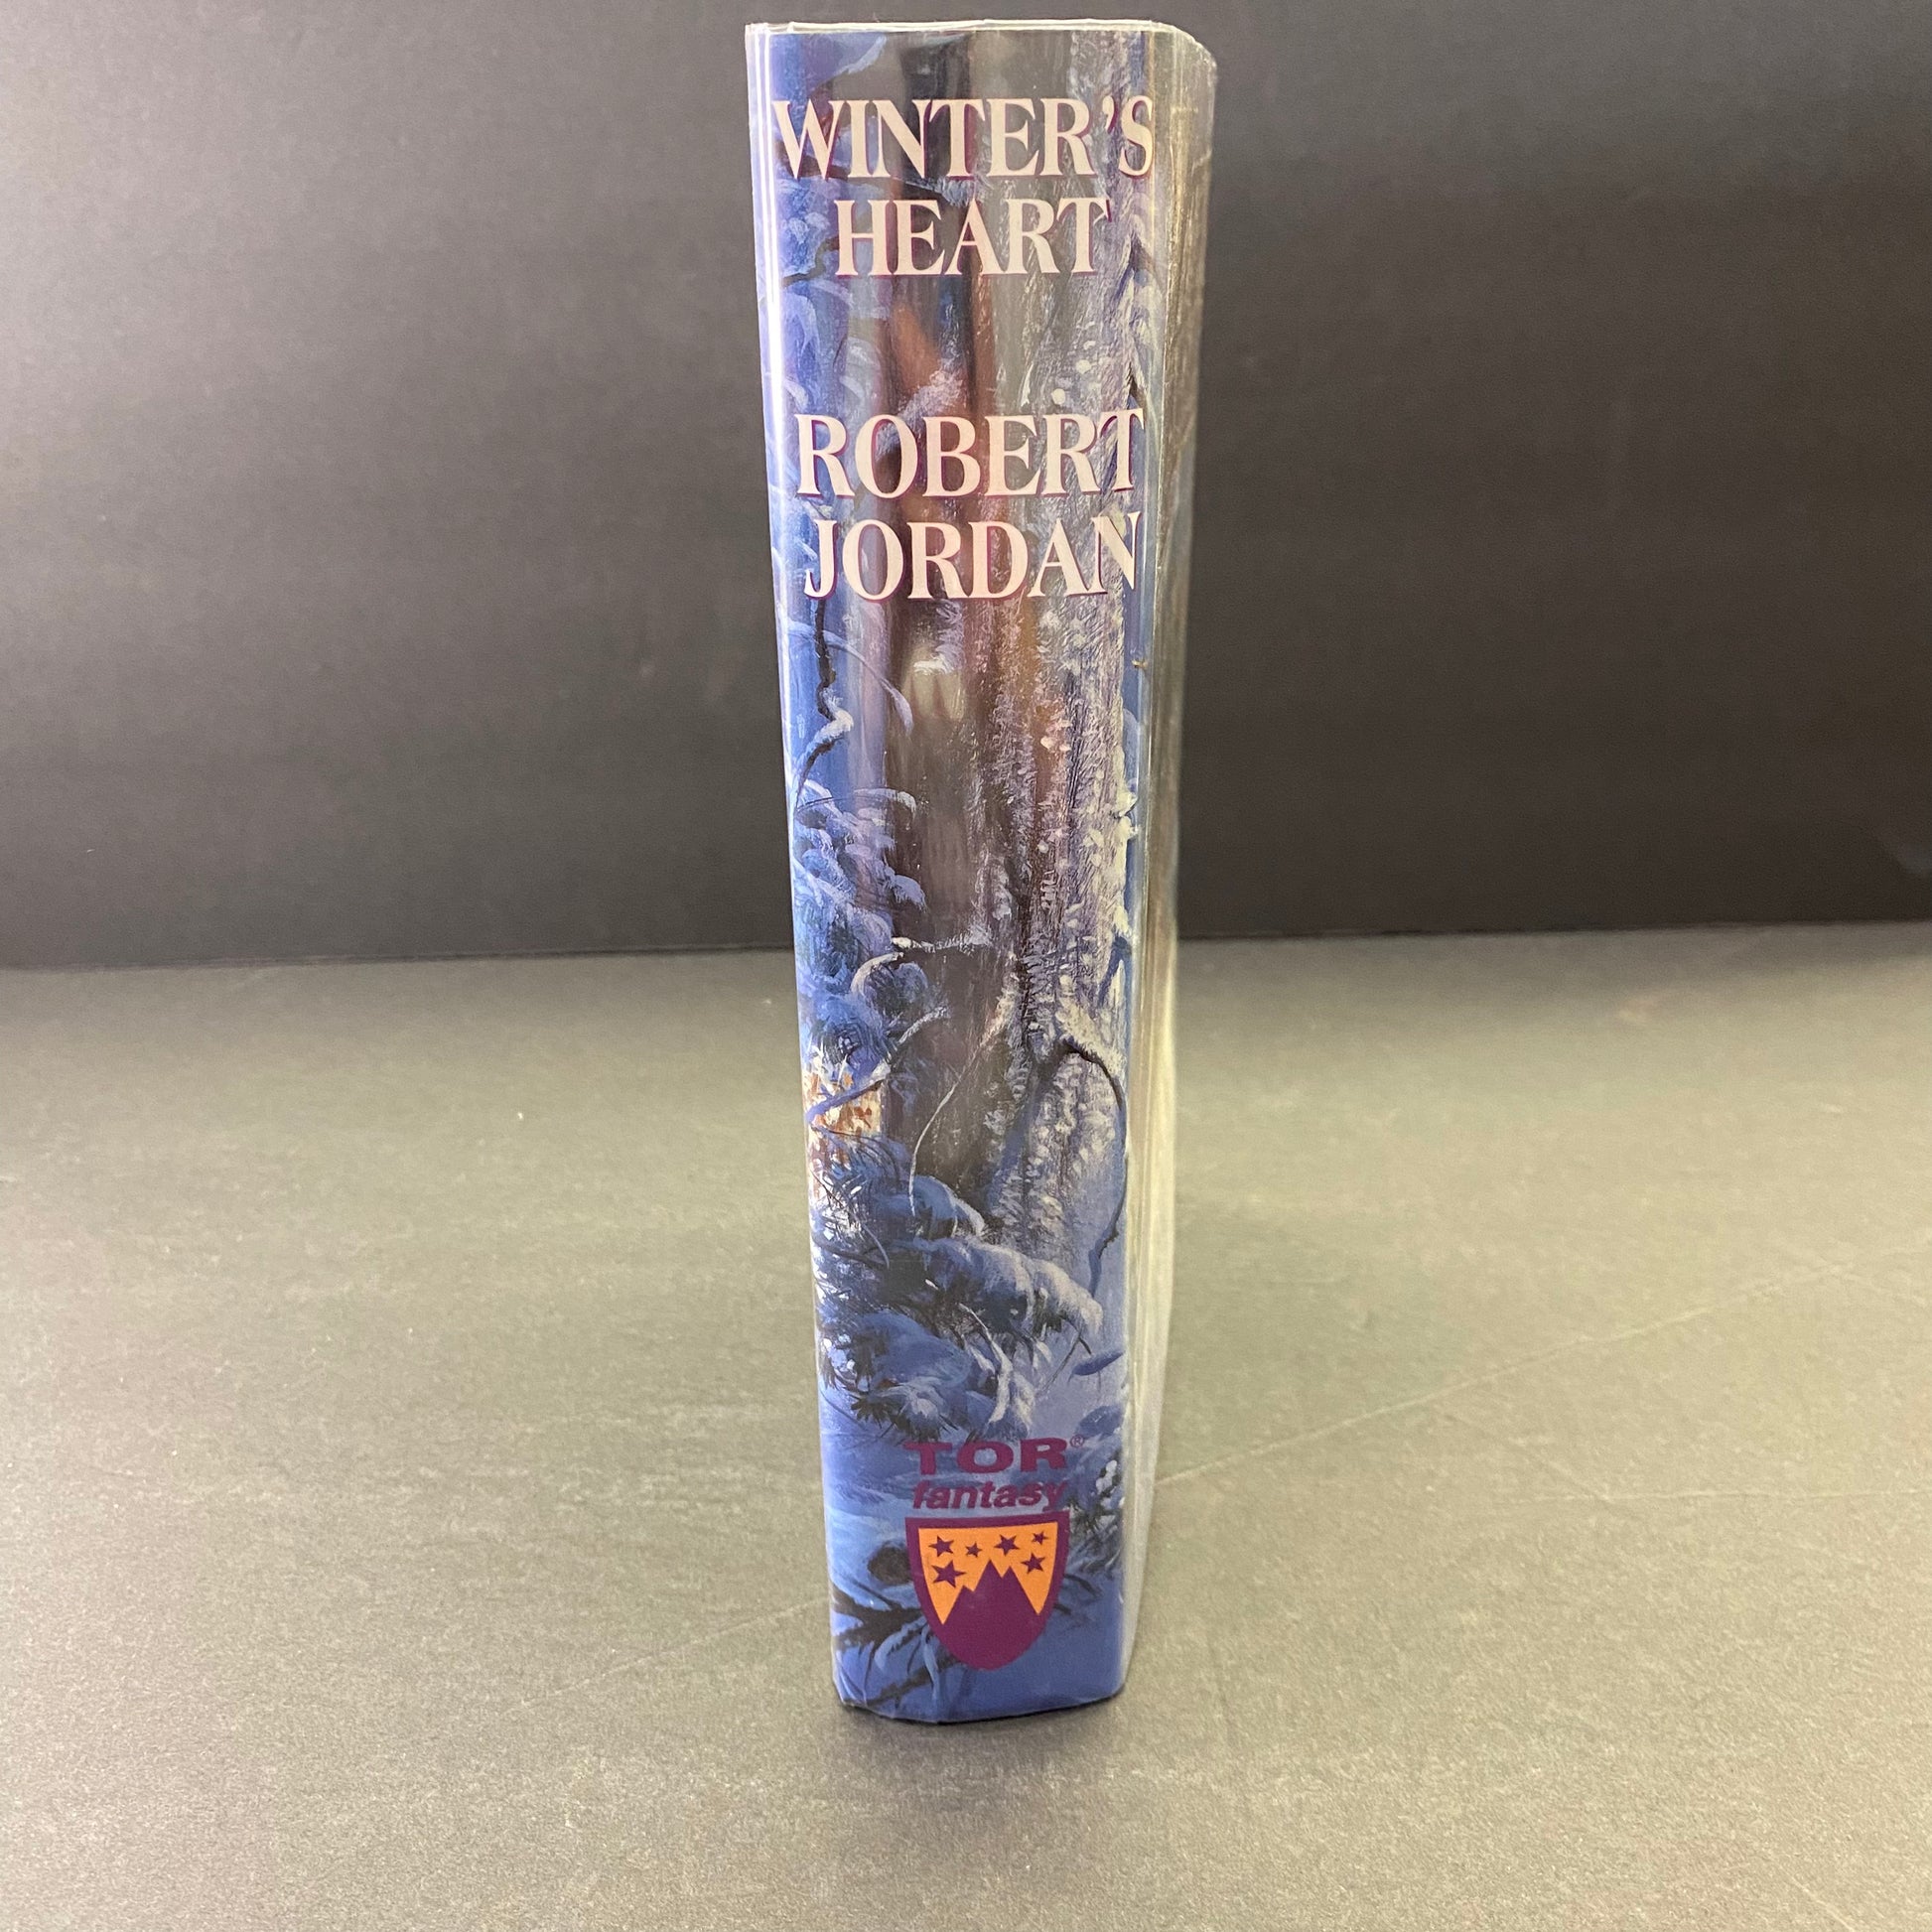 WINTER'S
HEART
ROBERT
JORDAN
TOR®
fantasy